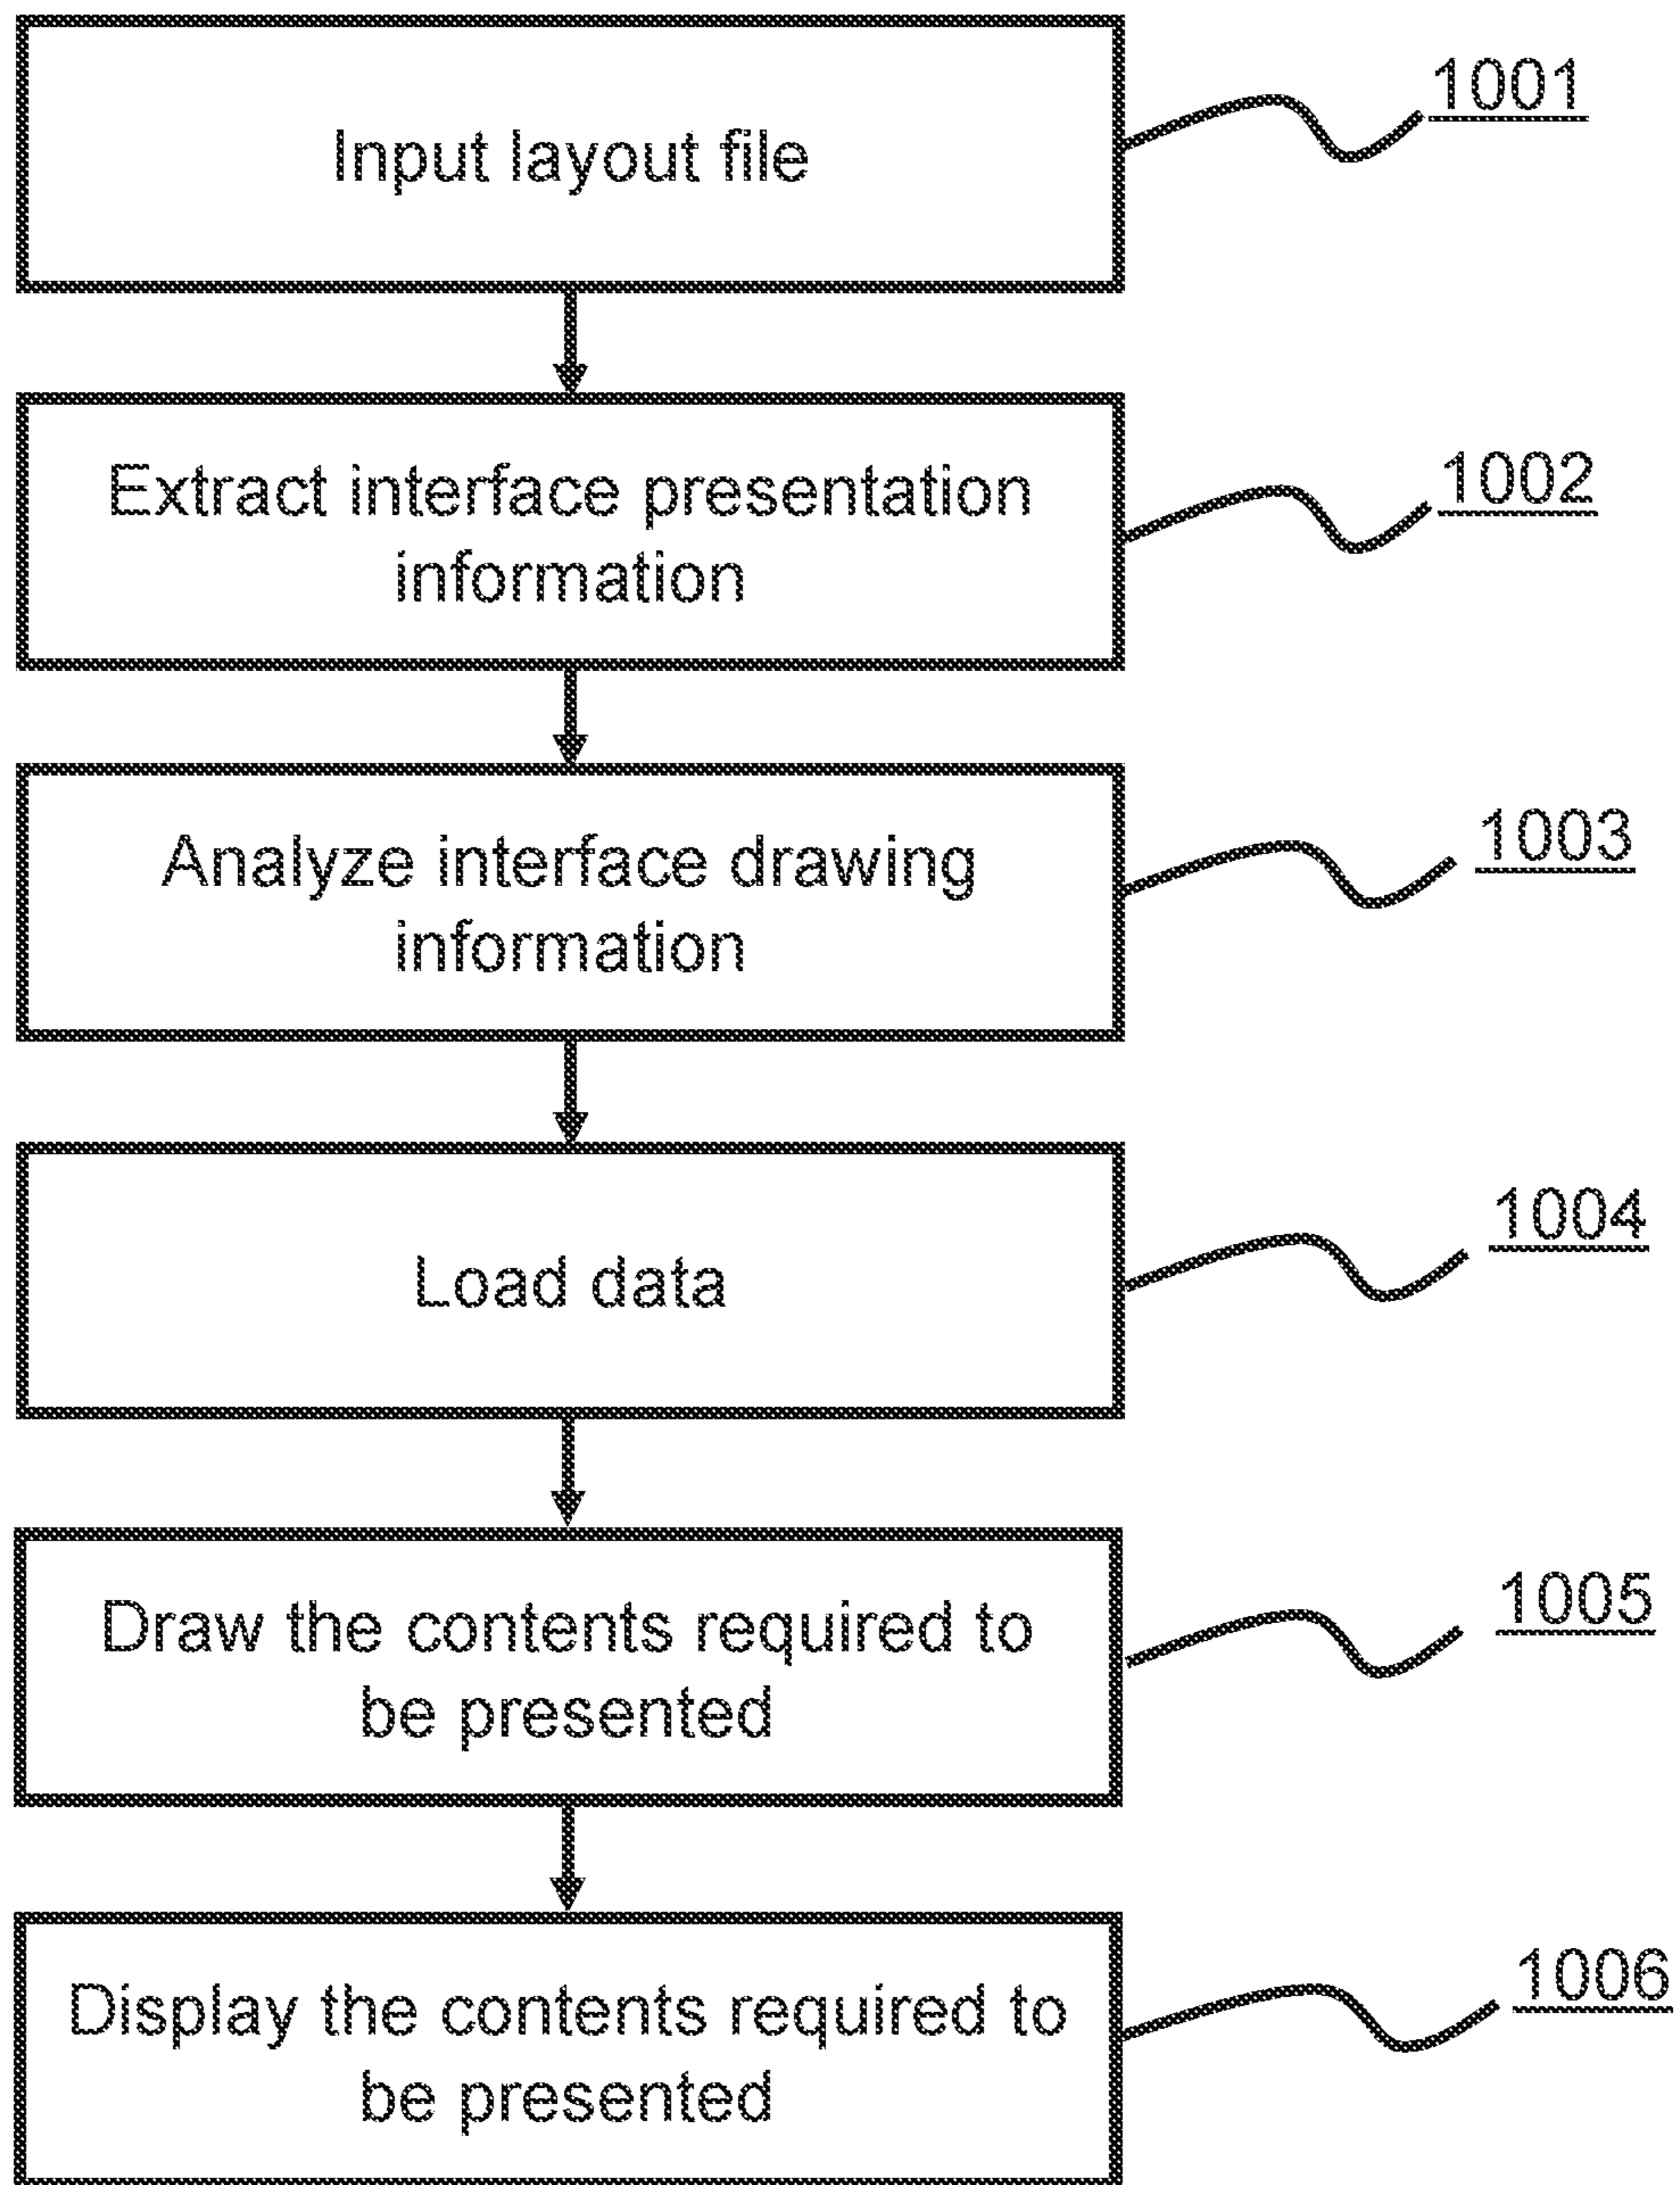 Input layout file
1001
Extract interface presentation
information
1002
Analyze interface drawing
information
1003
Load data
1004
Draw the contents required to
be presented
1005
Display the contents required to
be presented
1006